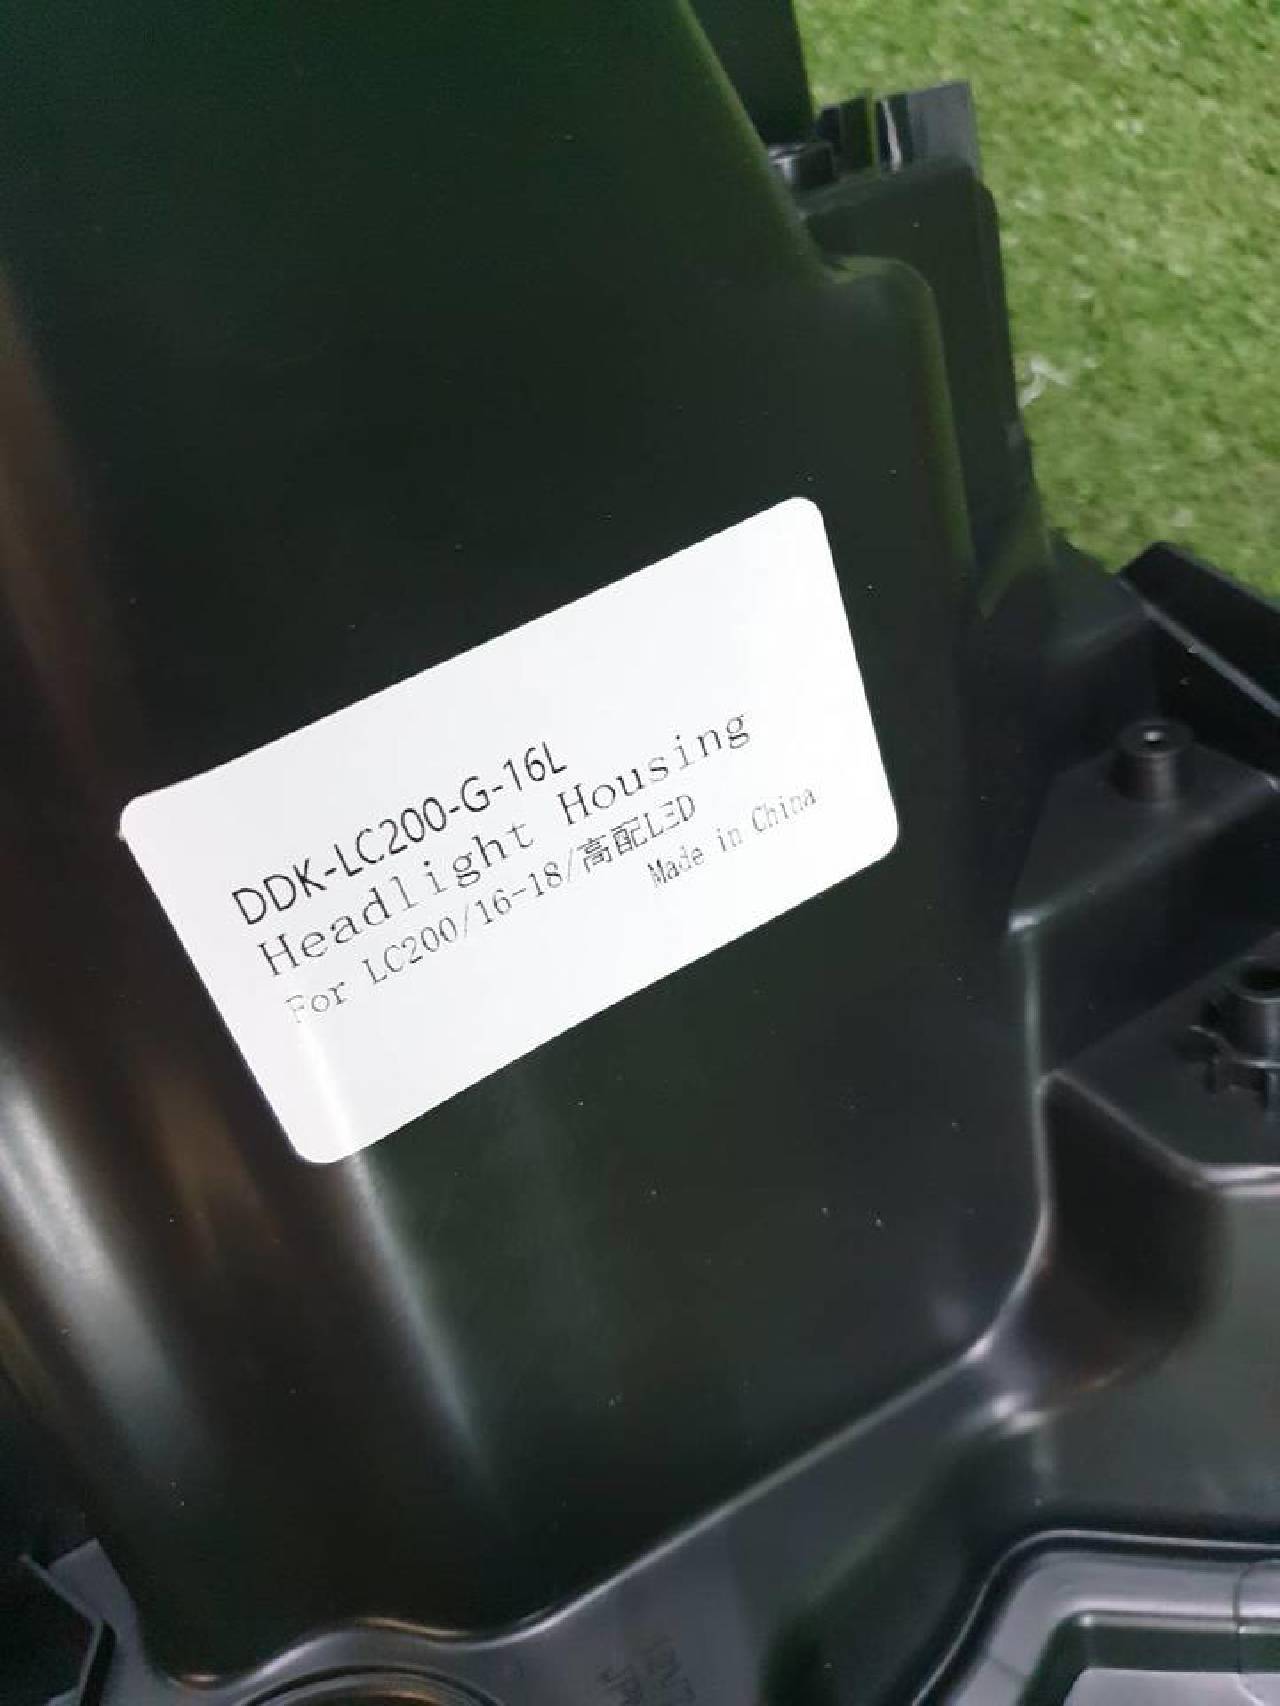 DDK-LC200-G-16L
Headlight Housing
For LC200/16-18/高配LED
Made in China